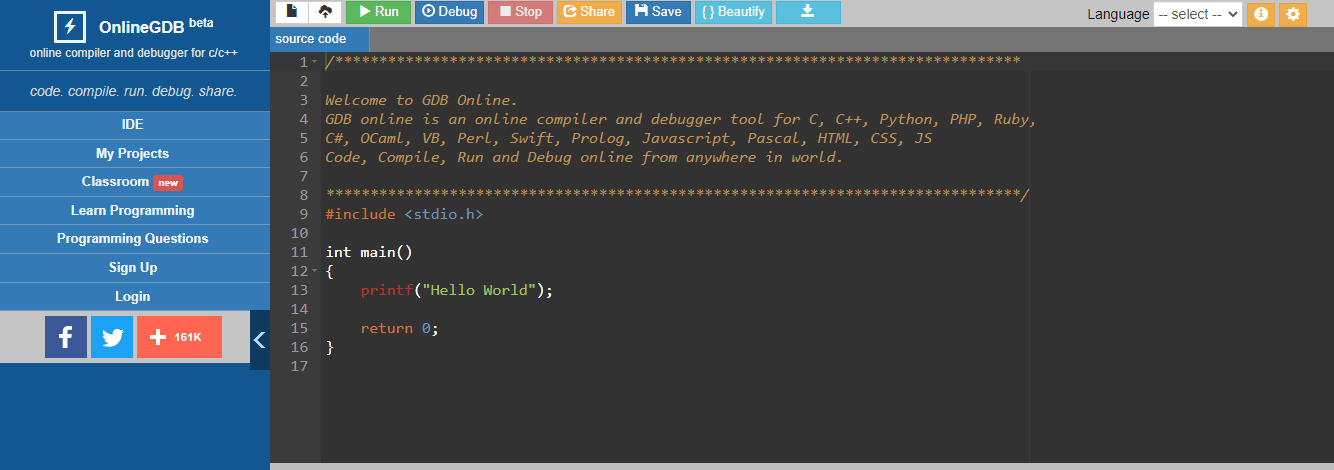 OnlineGDB beta
online compiler and debugger for c/c++
code. compile. run. debug. share.
IDE
My Projects
Classroom new
Learn Programming
Programming Questions
Sign Up
Login
161K
Run Debug Stop Share Save { } Beautify
Language -- select --
source code
1 /******************************************************************************
2
3 Welcome to GDB Online.
4 GDB online is an online compiler and debugger tool for C, C++, Python, PHP, Ruby,
5 C#, OCaml, VB, Perl, Swift, Prolog, Javascript, Pascal, HTML, CSS, JS
6 Code, Compile, Run and Debug online from anywhere in world.
7
8 *******************************************************************************/
9 #include <stdio.h>
10
11 int main()
12 {
13     printf("Hello World");
14
15     return 0;
16 }
17